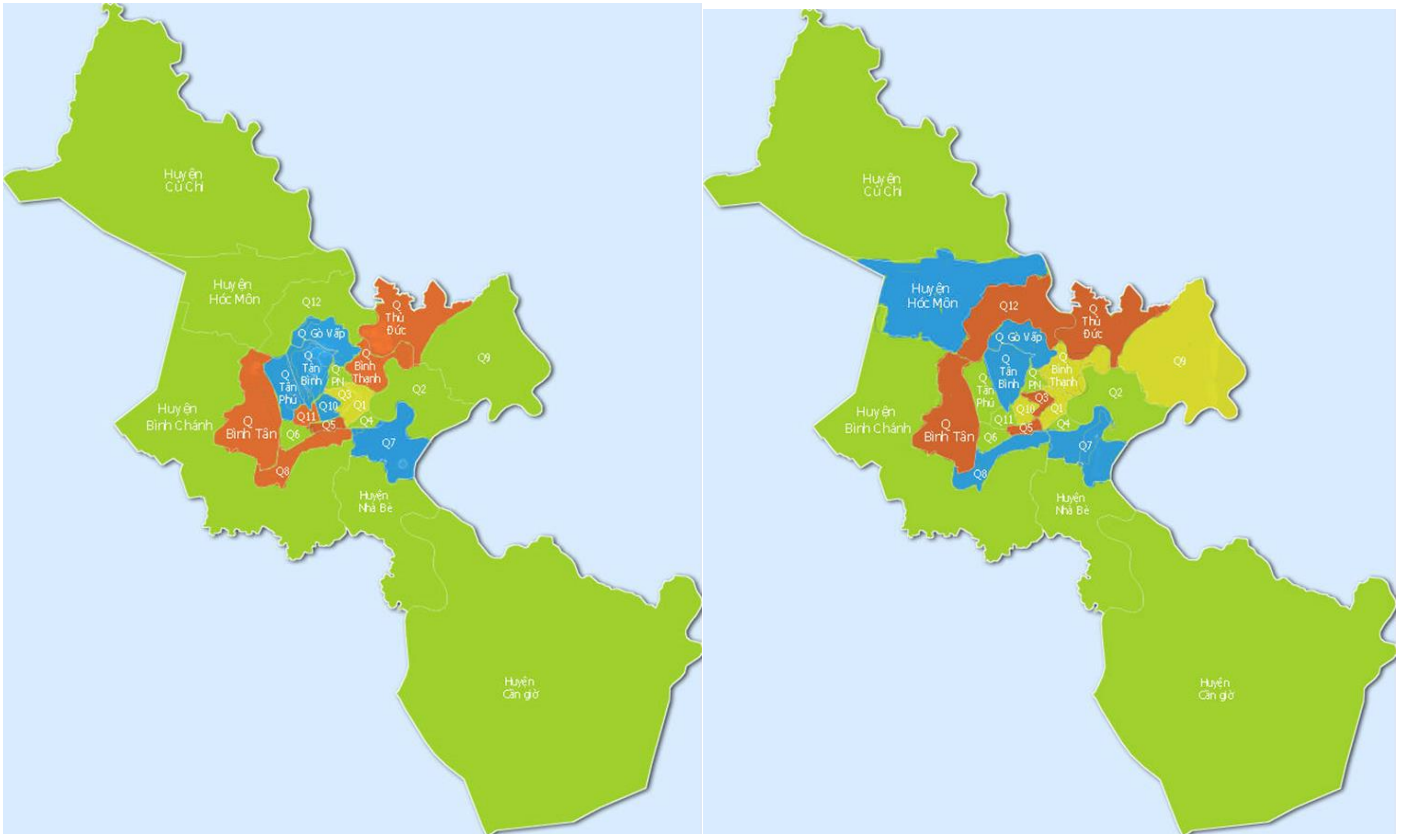 Huyện
Củ Chi
Huyện
Hóc Môn
Q12
Q
Thủ
Đức
Q Gò Vấp
Q
Tân
Bình
Q
PN
Q
Bình
Thạnh
Q9
Q
Tân
Phú
Q3
Q2
Q10
Q1
Q11
Huyện
Bình Chánh
Q
Bình Tân
Q5
Q4
Q6
Q7
Q8
Huyện
Nhà Bè
Huyện
Cần giờ
Huyện
Củ Chi
Huyện
Hóc Môn
Q12
Q
Thủ
Đức
Q Gò Vấp
Q
Tân
Bình
Q
PN
Q
Bình
Thạnh
Q9
Q
Tân
Phú
Q3
Q2
Q10
Q1
Q11
Huyện
Bình Chánh
Q
Bình Tân
Q5
Q4
Q6
Q7
Q8
Huyện
Nhà Bè
Huyện
Cần giờ